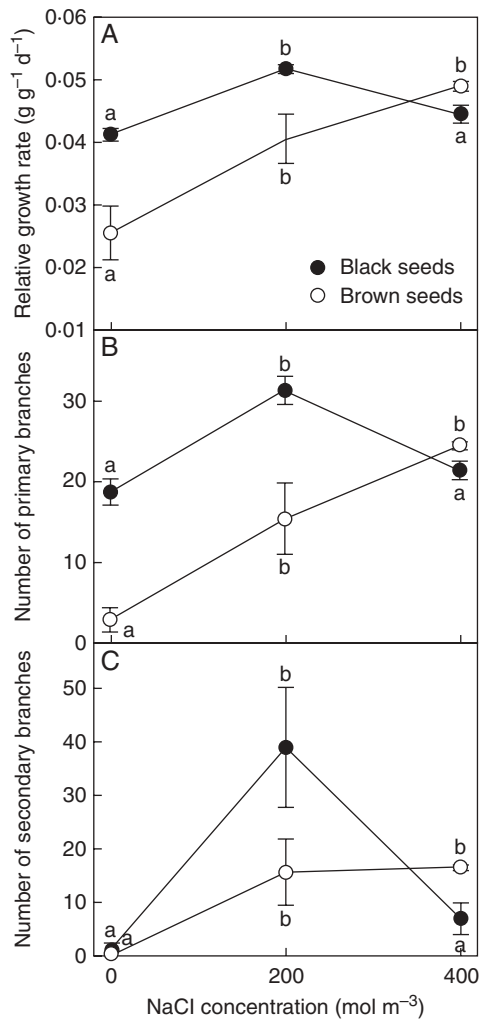 A
0·06
0·05
0·04
0·03
0·02
0·01
Relative growth rate (g g⁻¹ d⁻¹)
a
b
b
a
b
a
Black seeds
Brown seeds
B
30
20
10
0
Number of primary branches
a
b
b
a
b
a
C
50
40
30
20
10
0
Number of secondary branches
b
a
a
b
b
a
0
200
400
NaCl concentration (mol m⁻³)